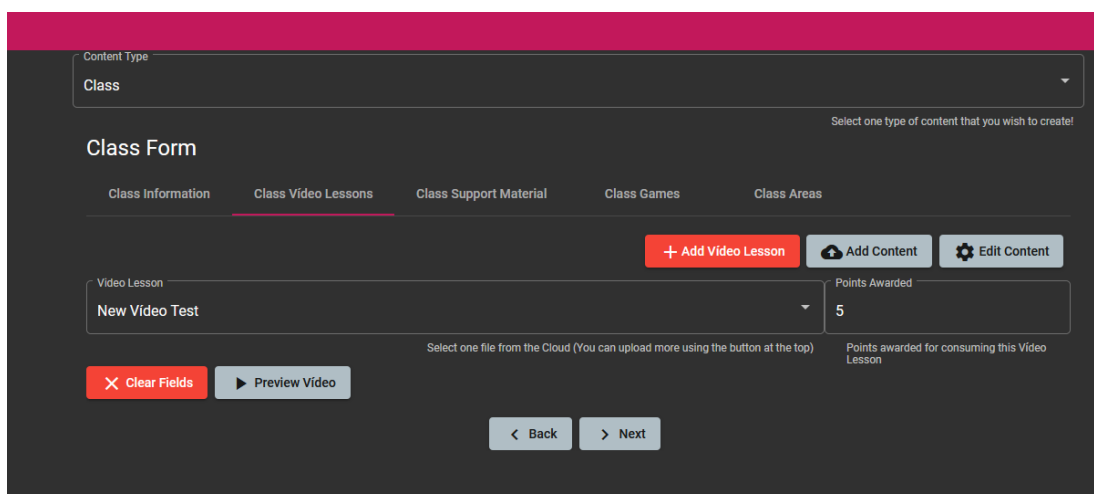 Content Type
Class
Select one type of content that you wish to create!
Class Form
Class Information
Class Vídeo Lessons
Class Support Material
Class Games
Class Areas
Add Vídeo Lesson
Add Content
Edit Content
Vídeo Lesson
New Vídeo Test
Points Awarded
5
Select one file from the Cloud (You can upload more using the button at the top)
Points awarded for consuming this Vídeo
Lesson
Clear Fields
Preview Vídeo
Back
Next